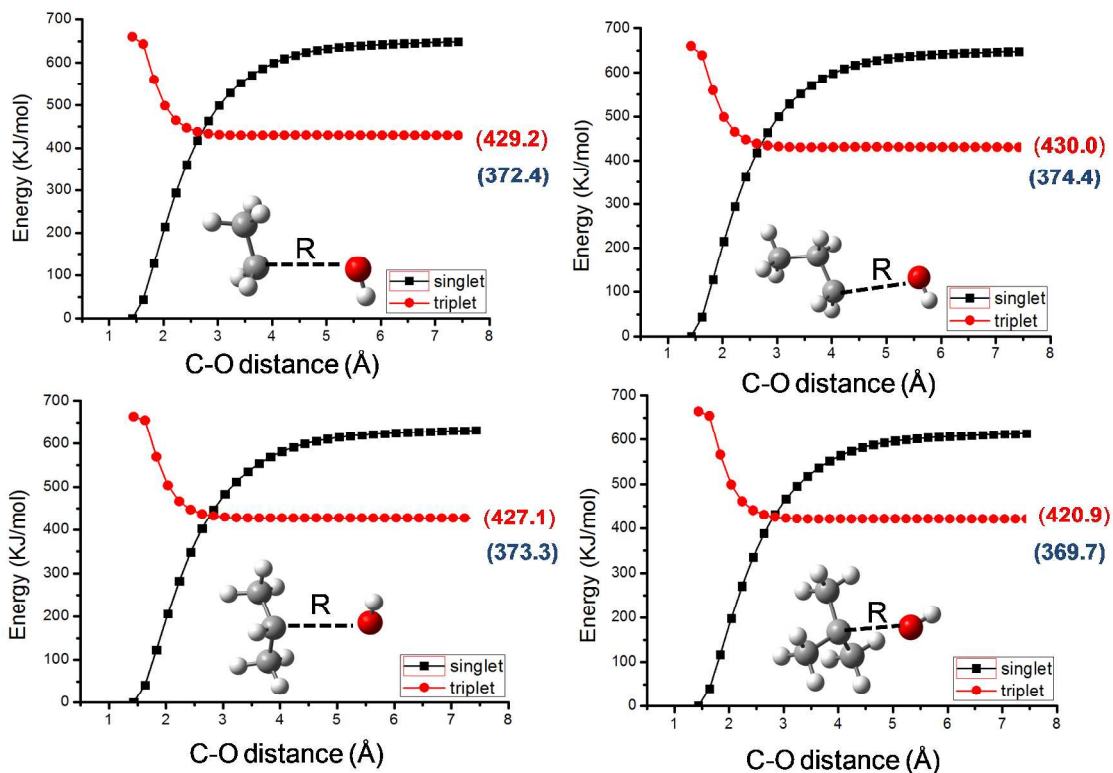 700
600
500
400
300
200
100
0
Energy (KJ/mol)
(429.2)
(372.4)
R
singlet
triplet
1 2 3 4 5 6 7 8
C-O distance (Å)
700
600
500
400
300
200
100
0
Energy (KJ/mol)
(430.0)
(374.4)
R
singlet
triplet
1 2 3 4 5 6 7 8
C-O distance (Å)
700
600
500
400
300
200
100
0
Energy (KJ/mol)
(427.1)
(373.3)
R
singlet
triplet
1 2 3 4 5 6 7 8
C-O distance (Å)
700
600
500
400
300
200
100
0
Energy (KJ/mol)
(420.9)
(369.7)
R
singlet
triplet
1 2 3 4 5 6 7 8
C-O distance (Å)